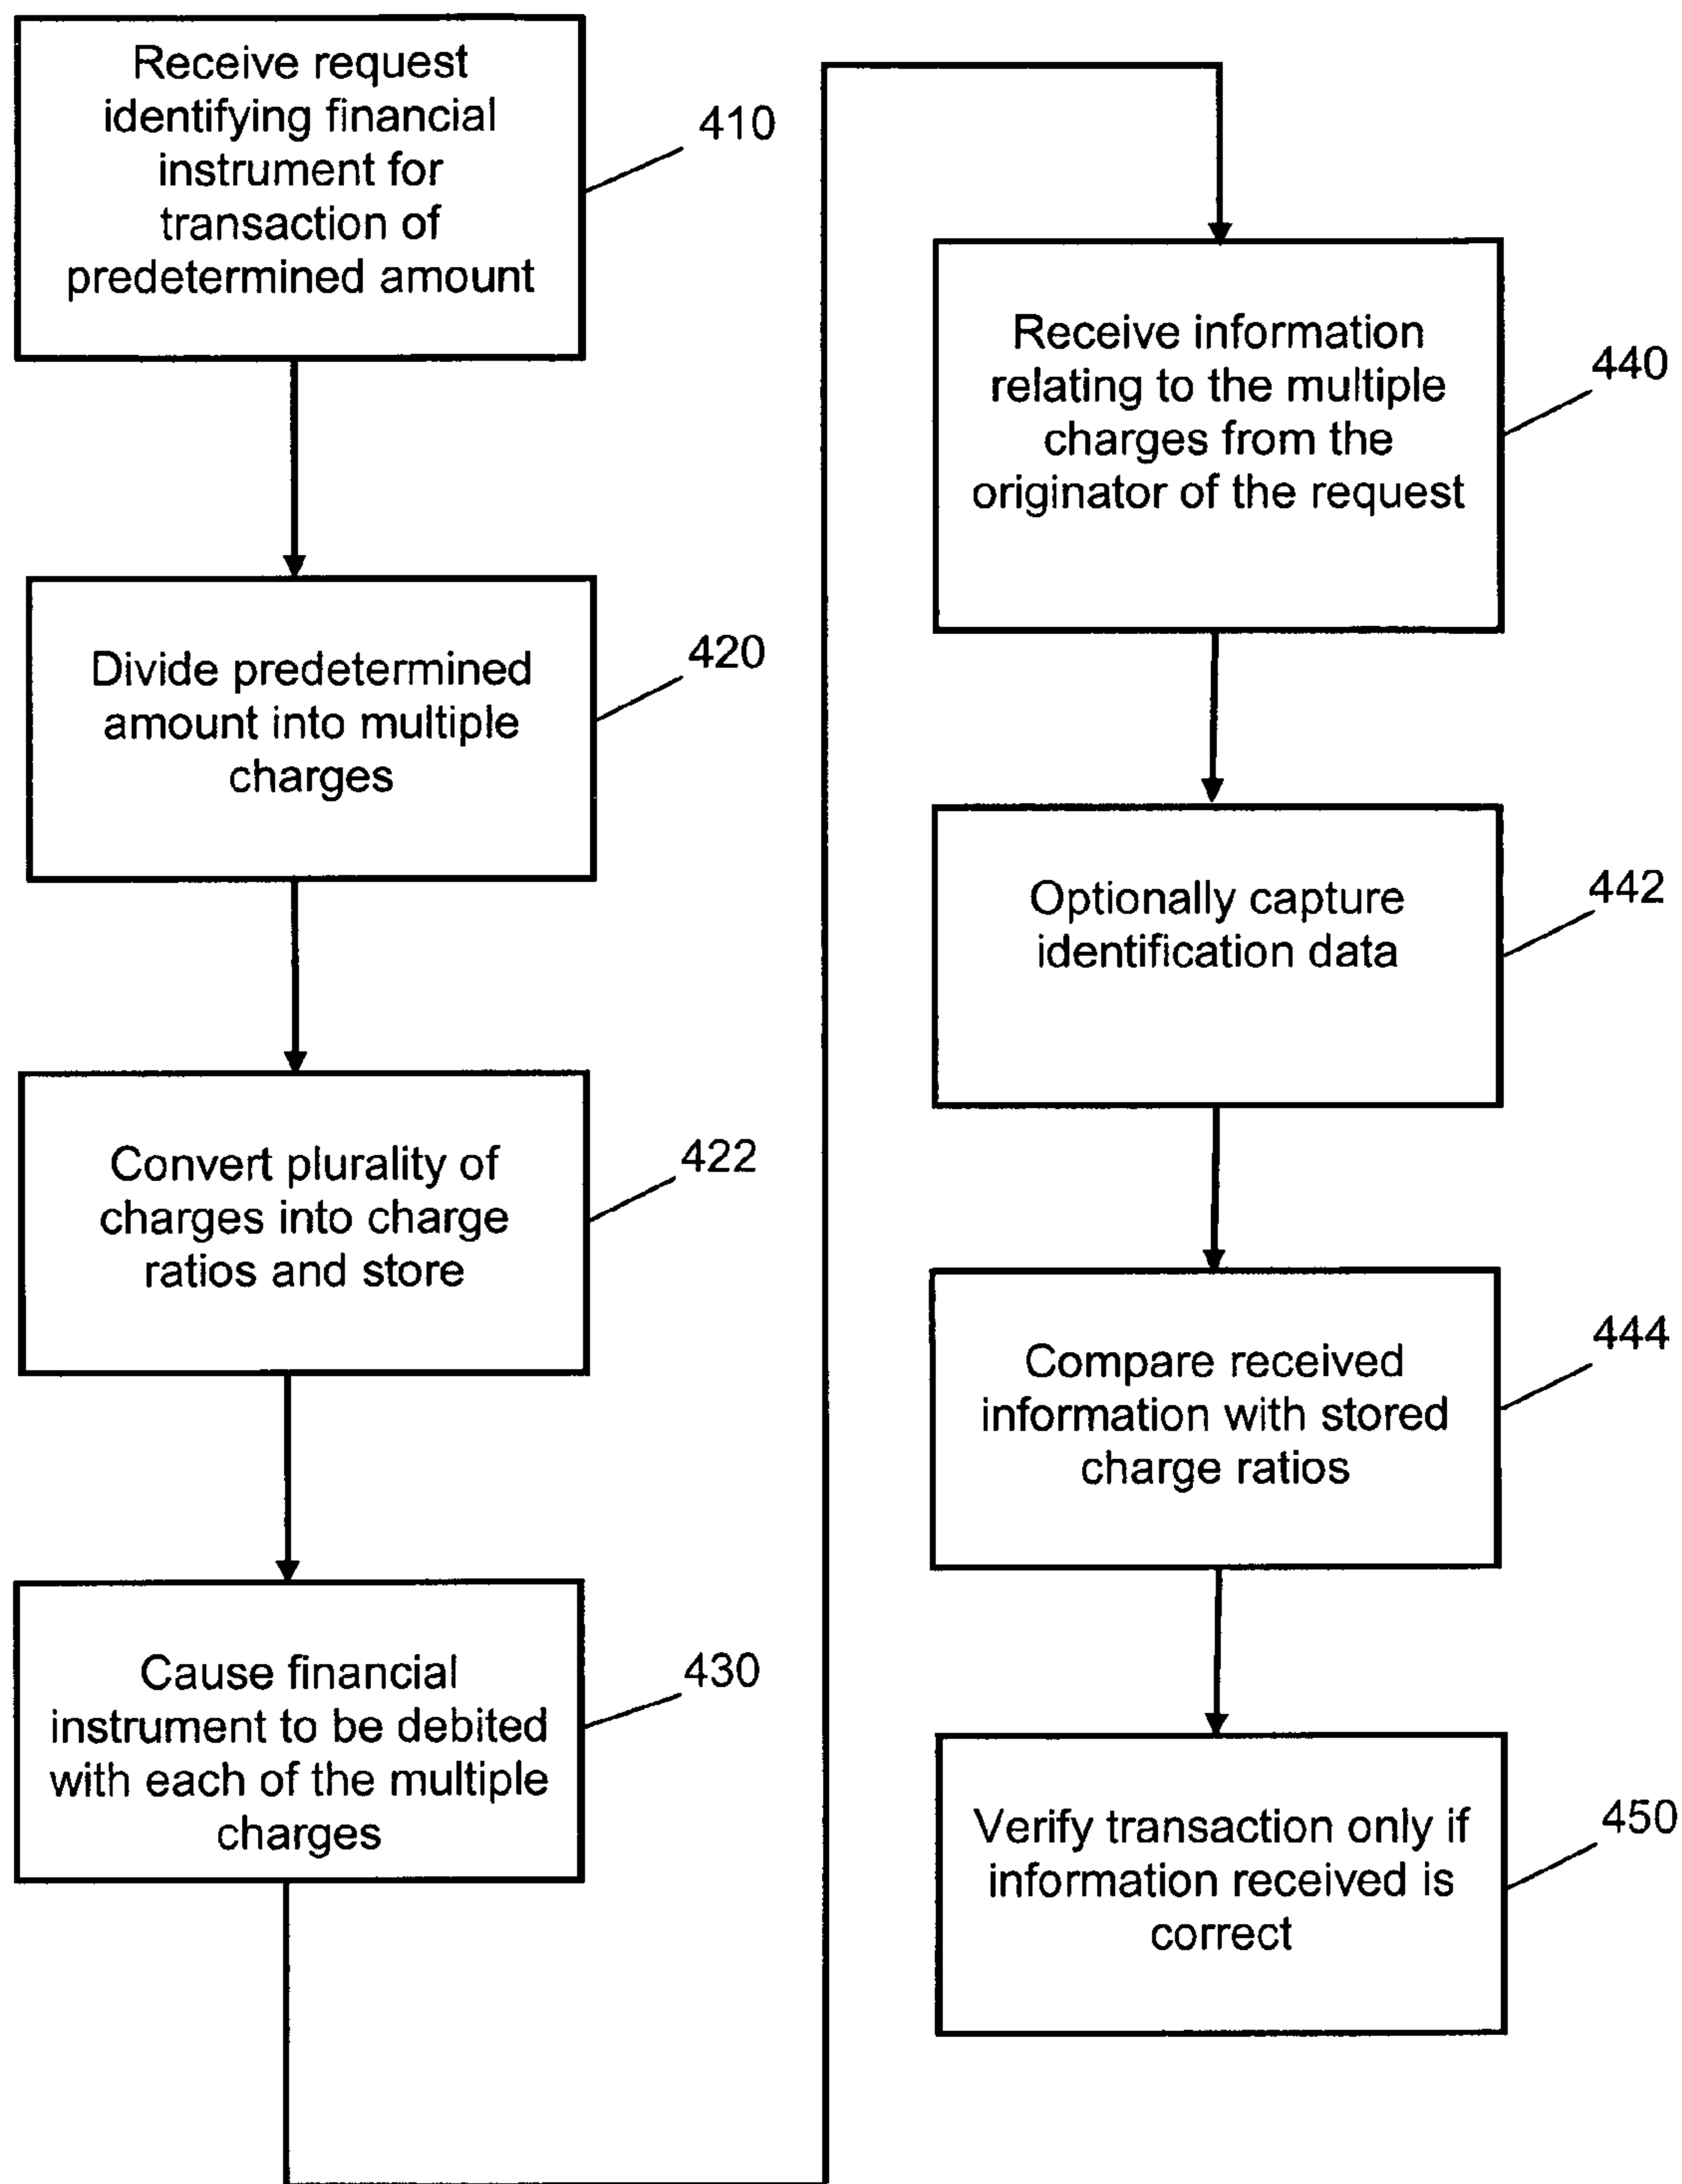 Receive request
identifying financial
instrument for
transaction of
predetermined amount
410
Divide predetermined
amount into multiple
charges
420
Convert plurality of
charges into charge
ratios and store
422
Cause financial
instrument to be debited
with each of the multiple
charges
430
Receive information
relating to the multiple
charges from the
originator of the request
440
Optionally capture
identification data
442
Compare received
information with stored
charge ratios
444
Verify transaction only if
information received is
correct
450